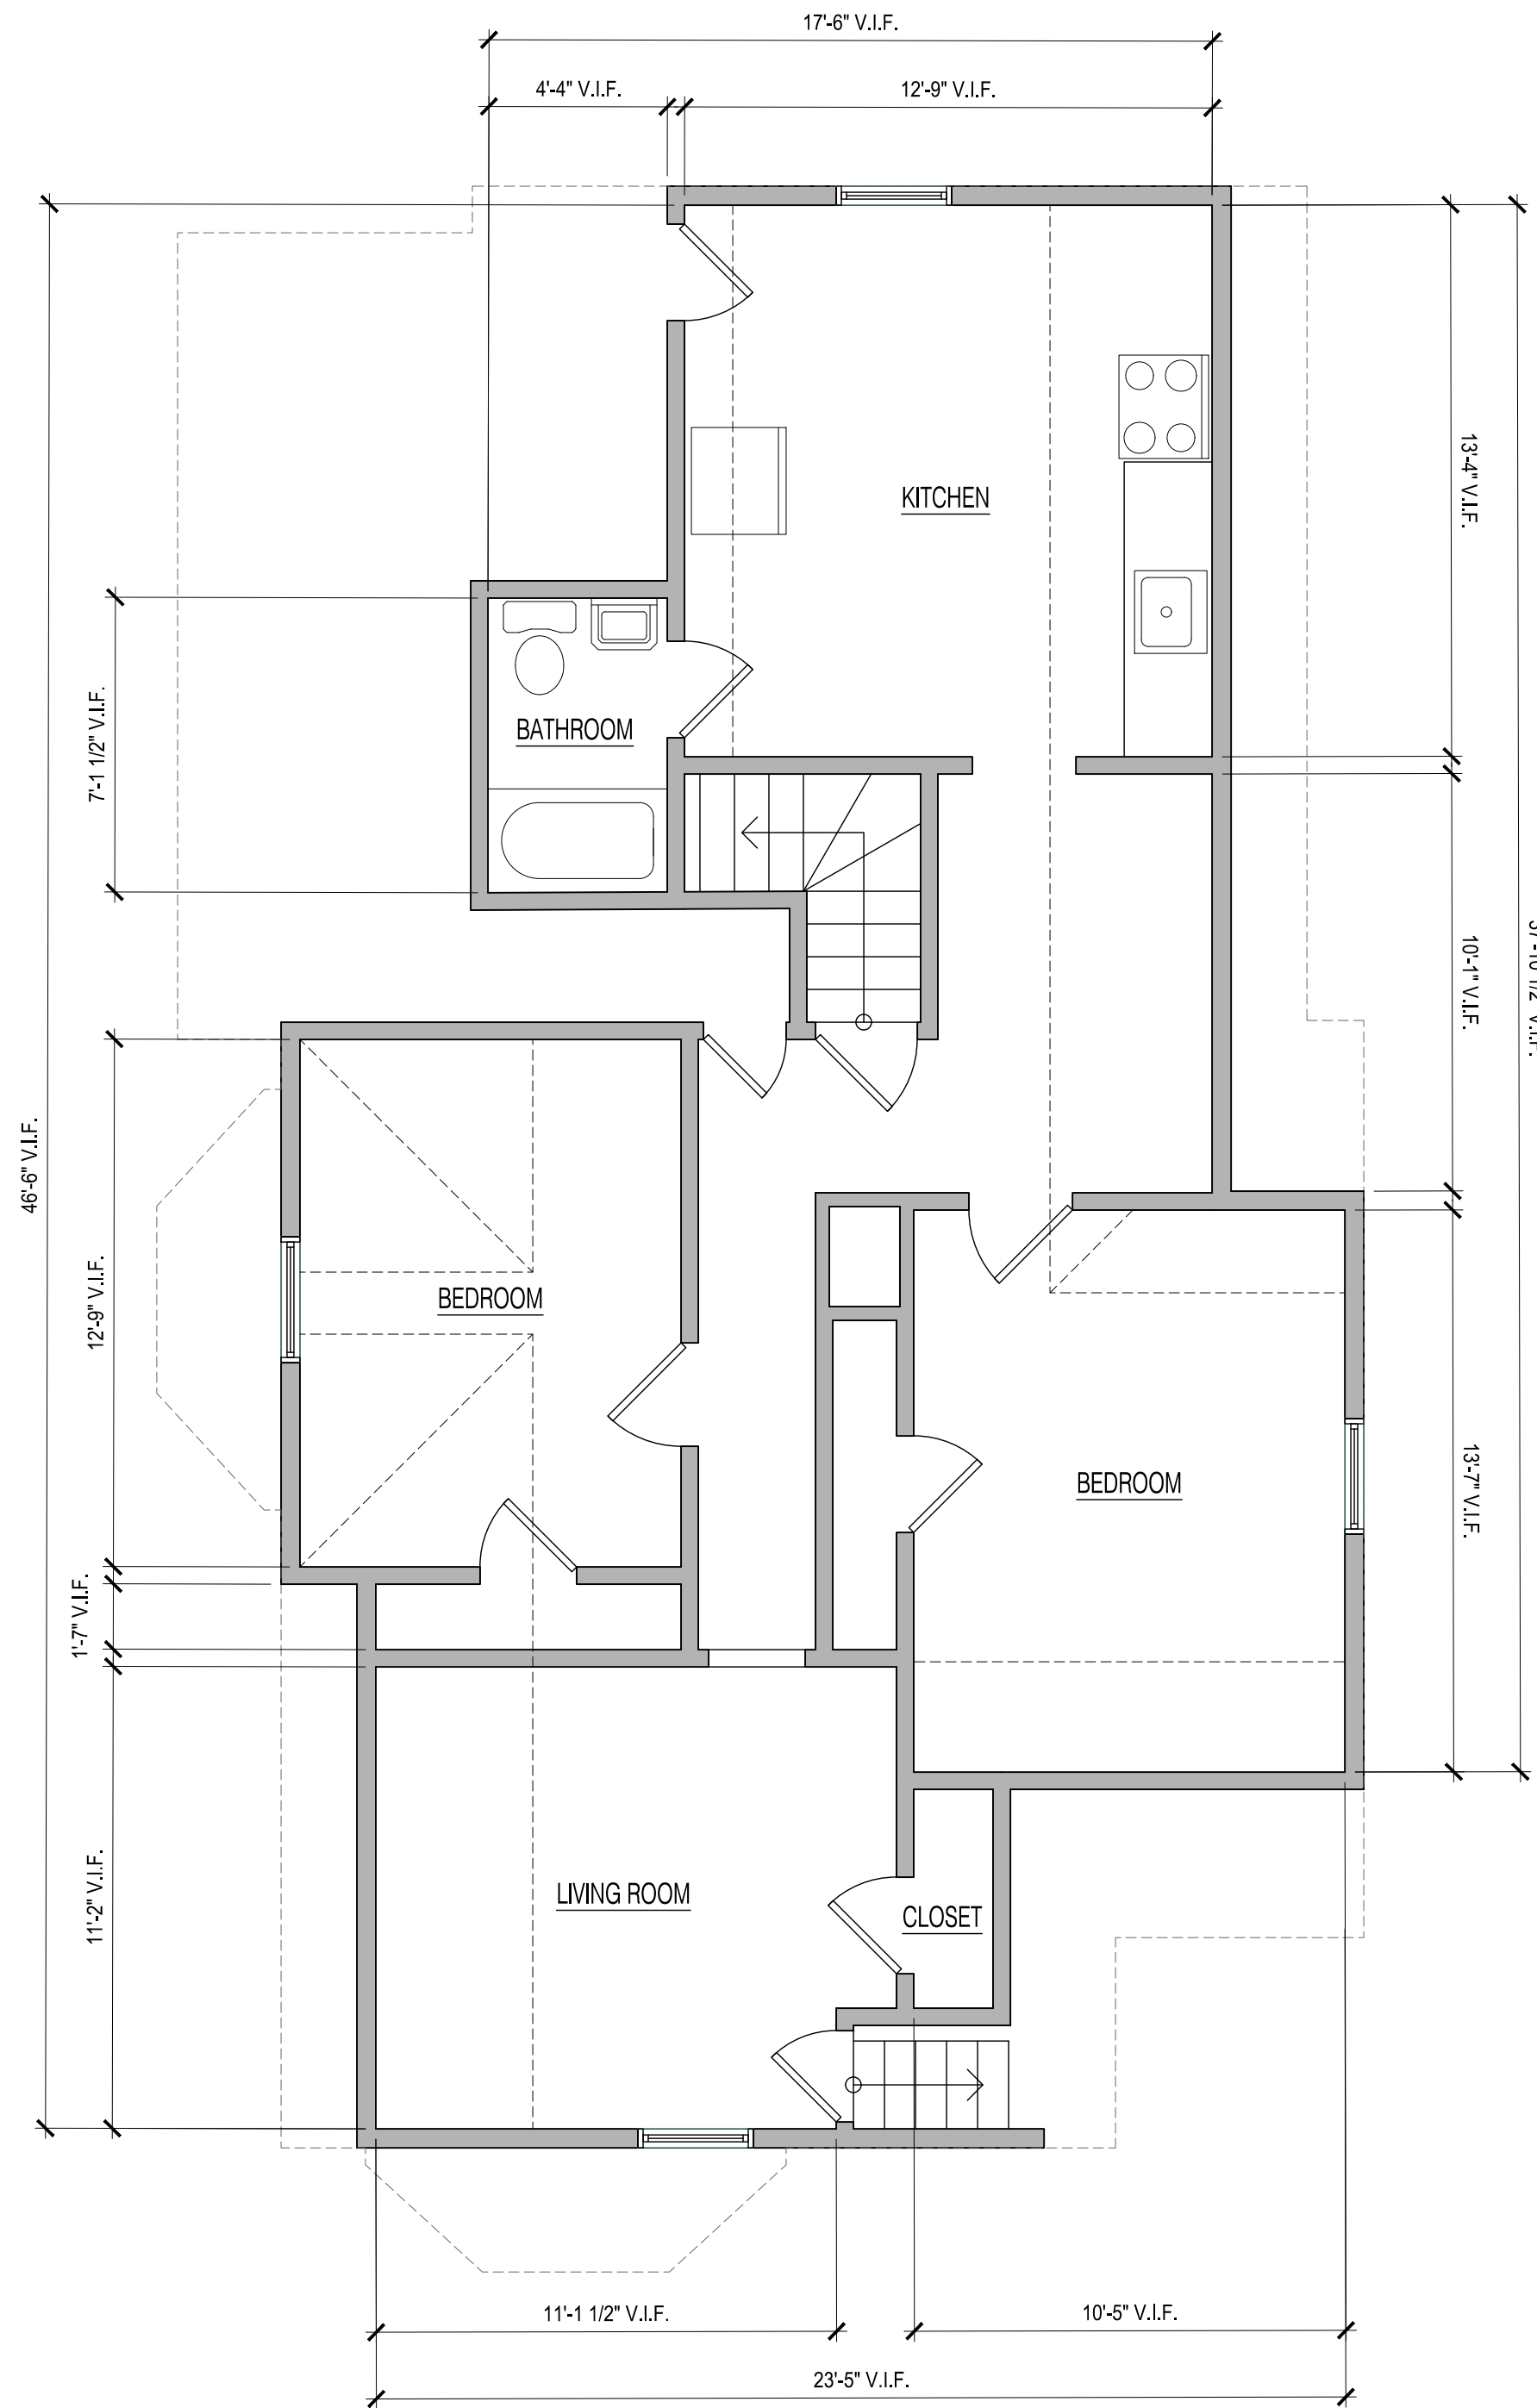 17'-6" V.I.F.
4'-4" V.I.F.
12'-9" V.I.F.
13'-4" V.I.F.
KITCHEN
7'-1 1/2" V.I.F.
BATHROOM
10'-1" V.I.F.
46'-6" V.I.F.
12'-9" V.I.F.
BEDROOM
BEDROOM
13'-7" V.I.F.
1'-7" V.I.F.
11'-2" V.I.F.
LIVING ROOM
CLOSET
11'-1 1/2" V.I.F.
10'-5" V.I.F.
23'-5" V.I.F.